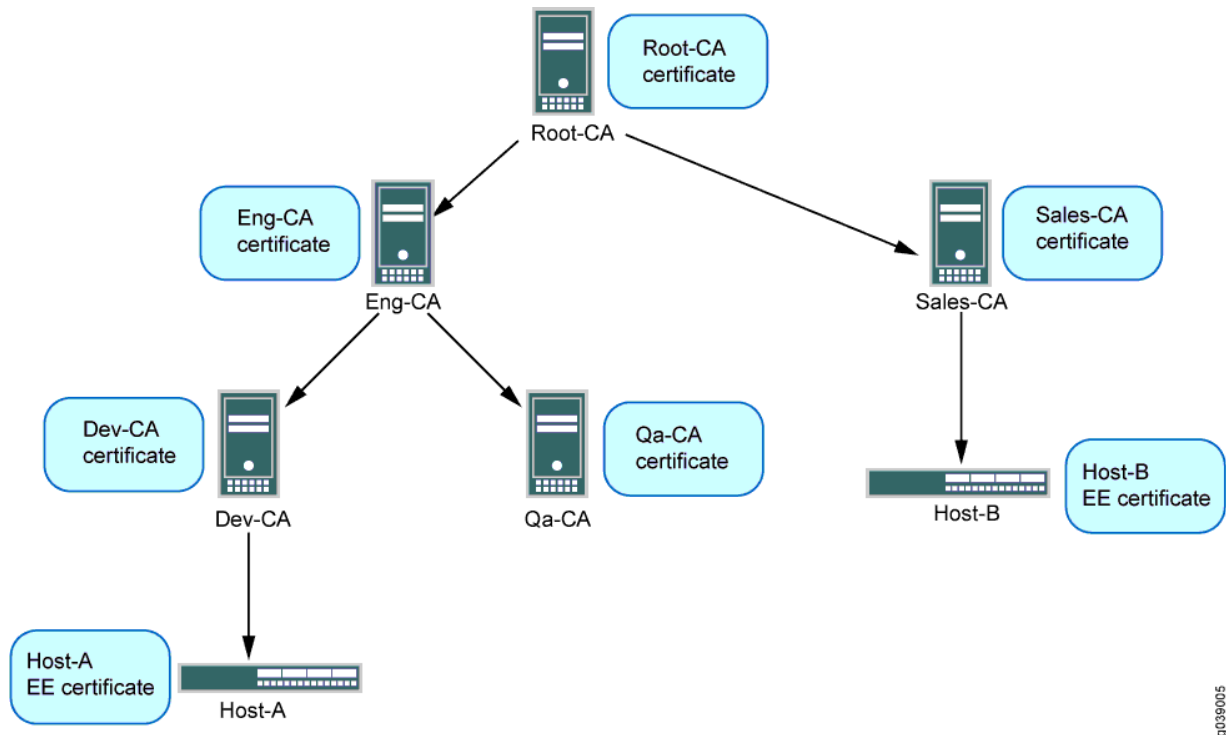 Root-CA
certificate
Root-CA
Eng-CA
certificate
Sales-CA
certificate
Eng-CA
Sales-CA
Dev-CA
certificate
Qa-CA
certificate
Host-B
EE certificate
Dev-CA
Qa-CA
Host-B
Host-A
EE certificate
Host-A
g039005